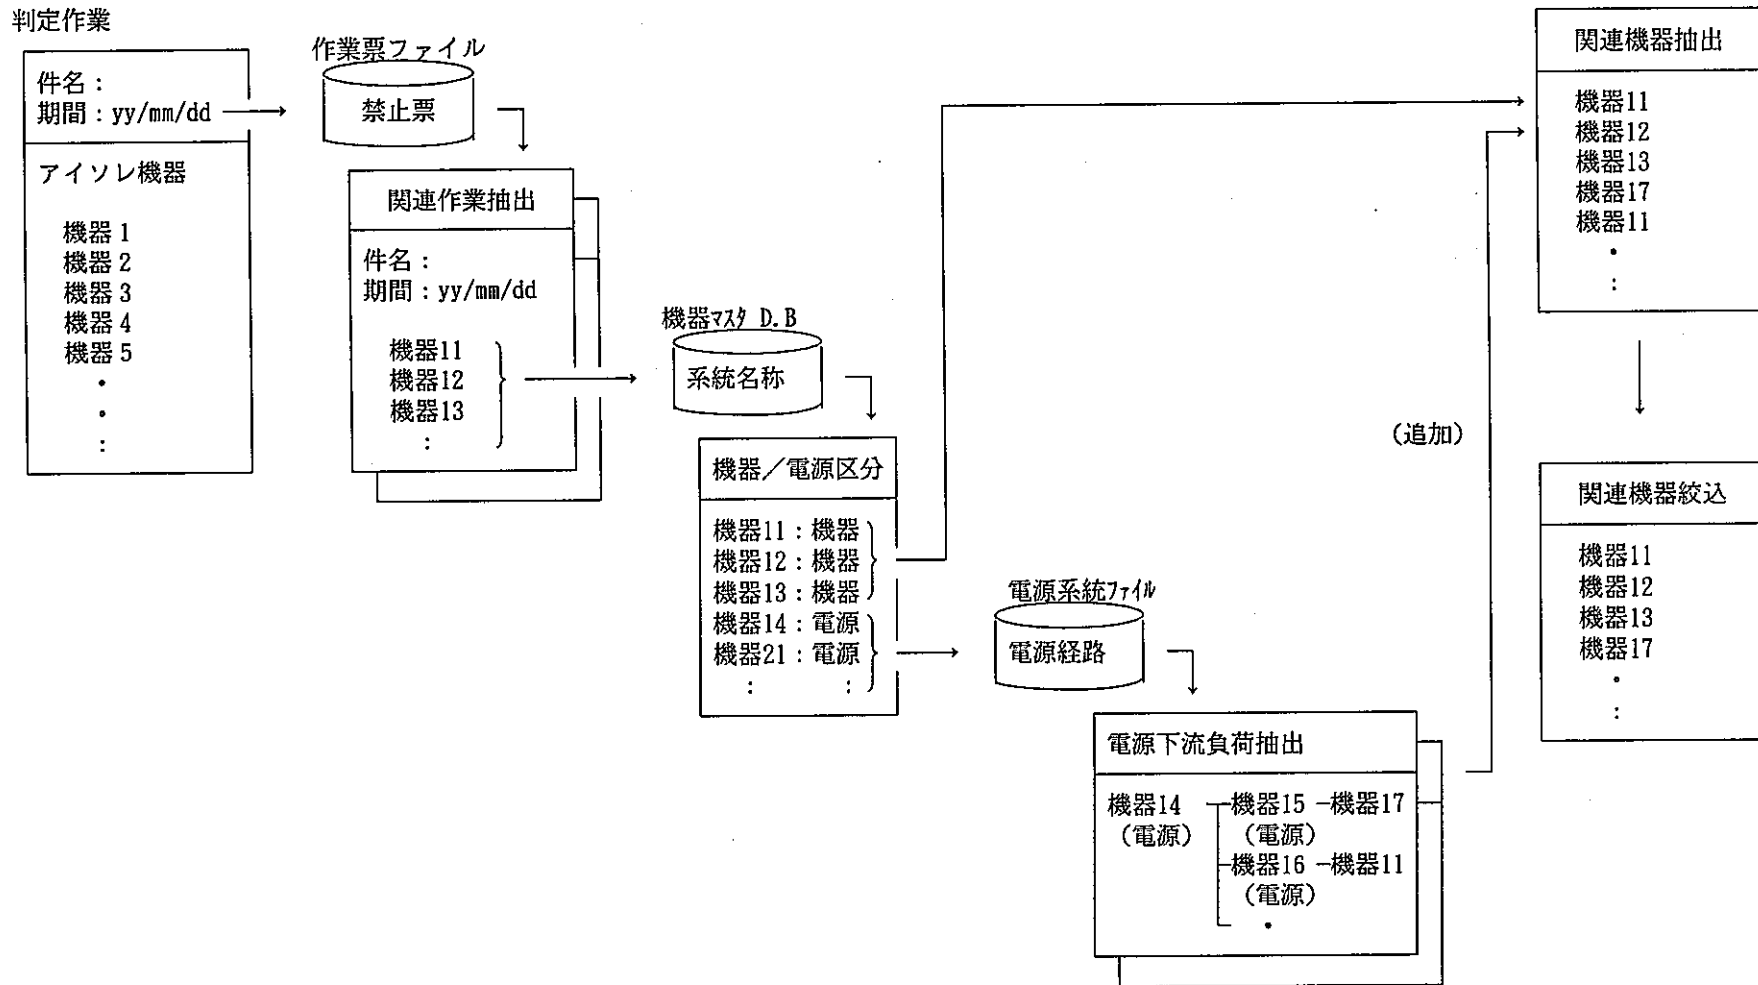 判定作業
件名：
期間：yy/mm/dd
アイソレ機器
機器1
機器2
機器3
機器4
機器5
・
・
：
作業票ファイル
禁止票
関連作業抽出
件名：
期間：yy/mm/dd
機器11
機器12
機器13
：
機器ﾏｽﾀ D.B
系統名称
機器／電源区分
機器11：機器
機器12：機器
機器13：機器
機器14：電源
機器21：電源
：　：
電源系統ﾌｧｲﾙ
電源経路
電源下流負荷抽出
機器14 機器15 －機器17
（電源） （電源）
機器16 －機器11
（電源）
・
（追加）
関連機器抽出
機器11
機器12
機器13
機器17
機器11
・
：
関連機器絞込
機器11
機器12
機器13
機器17
・
：